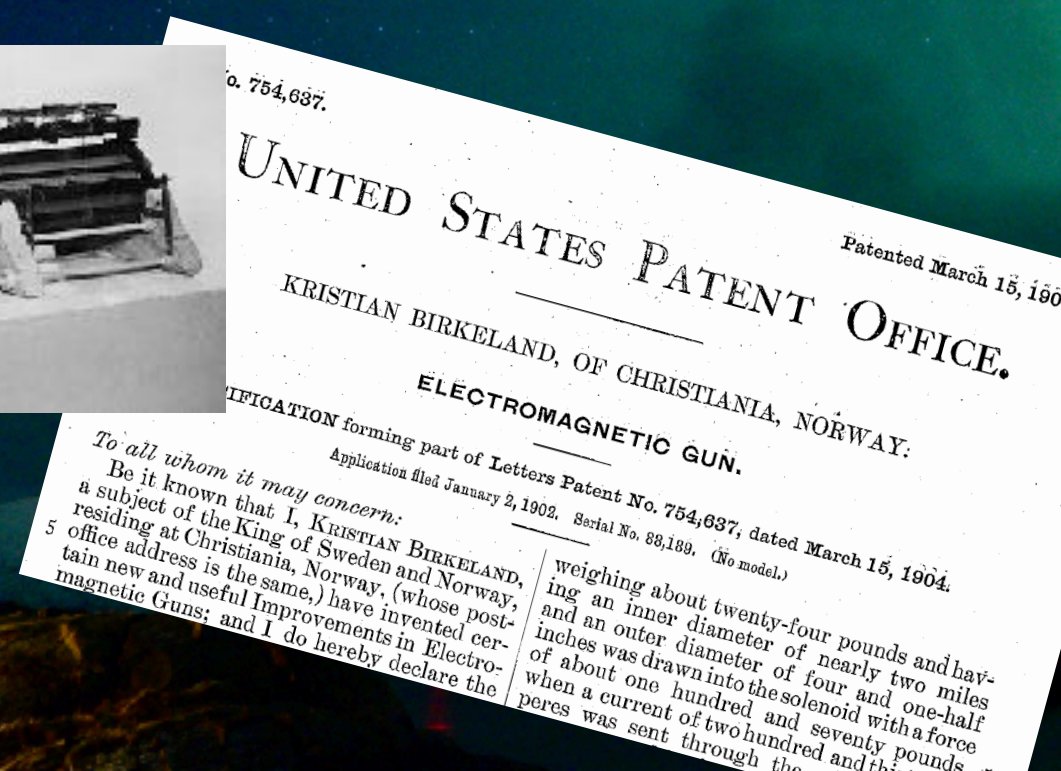 o. 754,637.
Patented March 15, 190
UNITED STATES PATENT OFFICE.
KRISTIAN BIRKELAND, OF CHRISTIANIA, NORWAY:
ELECTROMAGNETIC GUN.
IFICATION forming part of Letters Patent No. 754,637, dated March 15, 1904.
Application filed January 2, 1902. Serial No. 88,189. (No model.)
To all whom it may concern:
Be it known that I, KRISTIAN BIRKELAND,
a subject of the King of Sweden and Norway,
residing at Christiania, Norway, (whose post-
5 office address is the same,) have invented cer-
tain new and useful Improvements in Electro-
magnetic Guns; and I do hereby declare the
weighing about twenty-four pounds and hav-
ing an inner diameter of nearly two miles
and an outer diameter of four and one-half
inches was drawn into the solenoid with a force
of about one hundred and seventy pounds
when a current of two hundred and
peres was sent through the